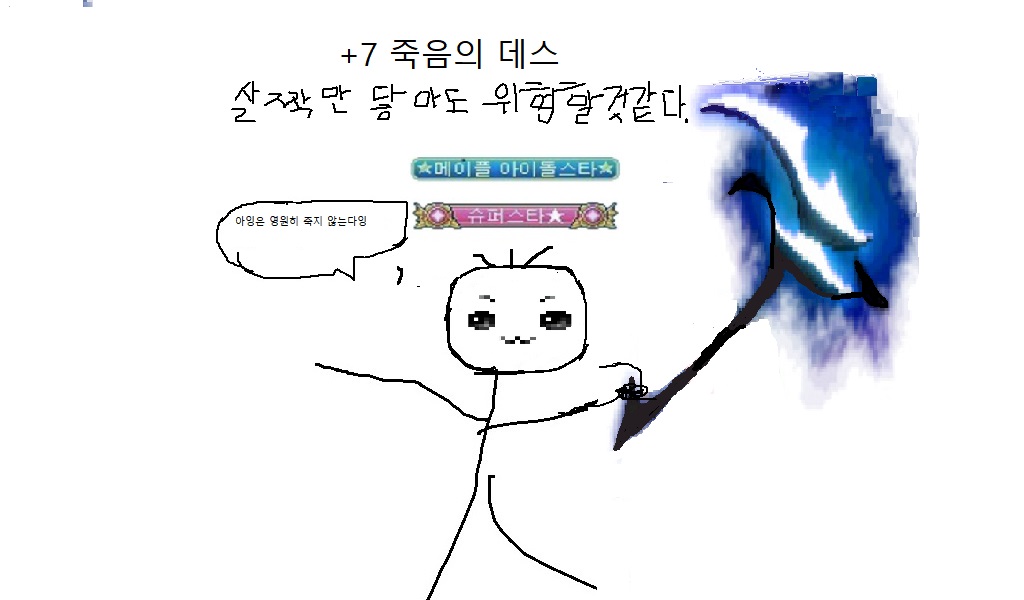 +7 죽음의 데스
살짝만 닿아도 위험할것같다.
★메이플 아이돌스타★
슈퍼스타★
아잉은 영원히 죽지 않는다잉